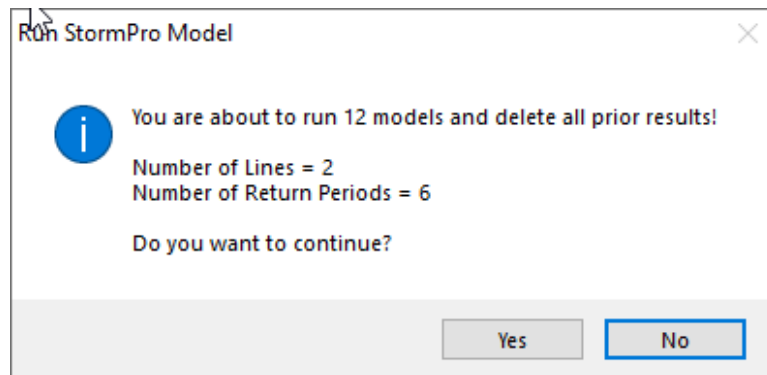 Run StormPro Model
You are about to run 12 models and delete all prior results!
Number of Lines = 2
Number of Return Periods = 6
Do you want to continue?
Yes
No